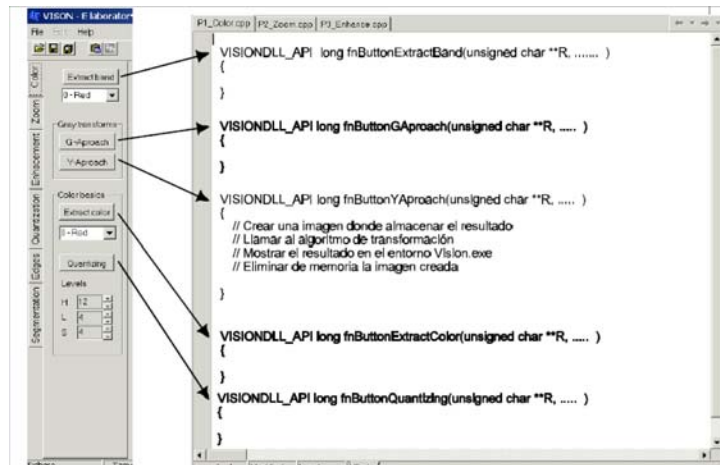 VISION - Elaborator
File Edit Help
Color
Zoom
Enhacement
Quantization
Edges
Segmentation
Extract band
0 - Red
Grey transforms
G-Aproach
Y-Aproach
Color basics
Extract color
0 - Red
Quantizing
Levels
H 12
L 4
S 4
P1_Color.cpp P2_Zoom.cpp P3_Enhance.cpp
VISIONDLL_API long fnButtonExtractBand(unsigned char **R, ....... )
{
}
VISIONDLL_API long fnButtonGAproach(unsigned char **R, ..... )
{
}
VISIONDLL_API long fnButtonYAproach(unsigned char **R, ..... )
{
// Crear una imagen donde almacenar el resultado
// Llamar al algoritmo de transformación
// Mostrar el resultado en el entorno Vision.exe
// Eliminar de memoria la imagen creada
}
VISIONDLL_API long fnButtonExtractColor(unsigned char **R, ..... )
{
}
VISIONDLL_API long fnButtonQuantizing(unsigned char **R, ..... )
{
}